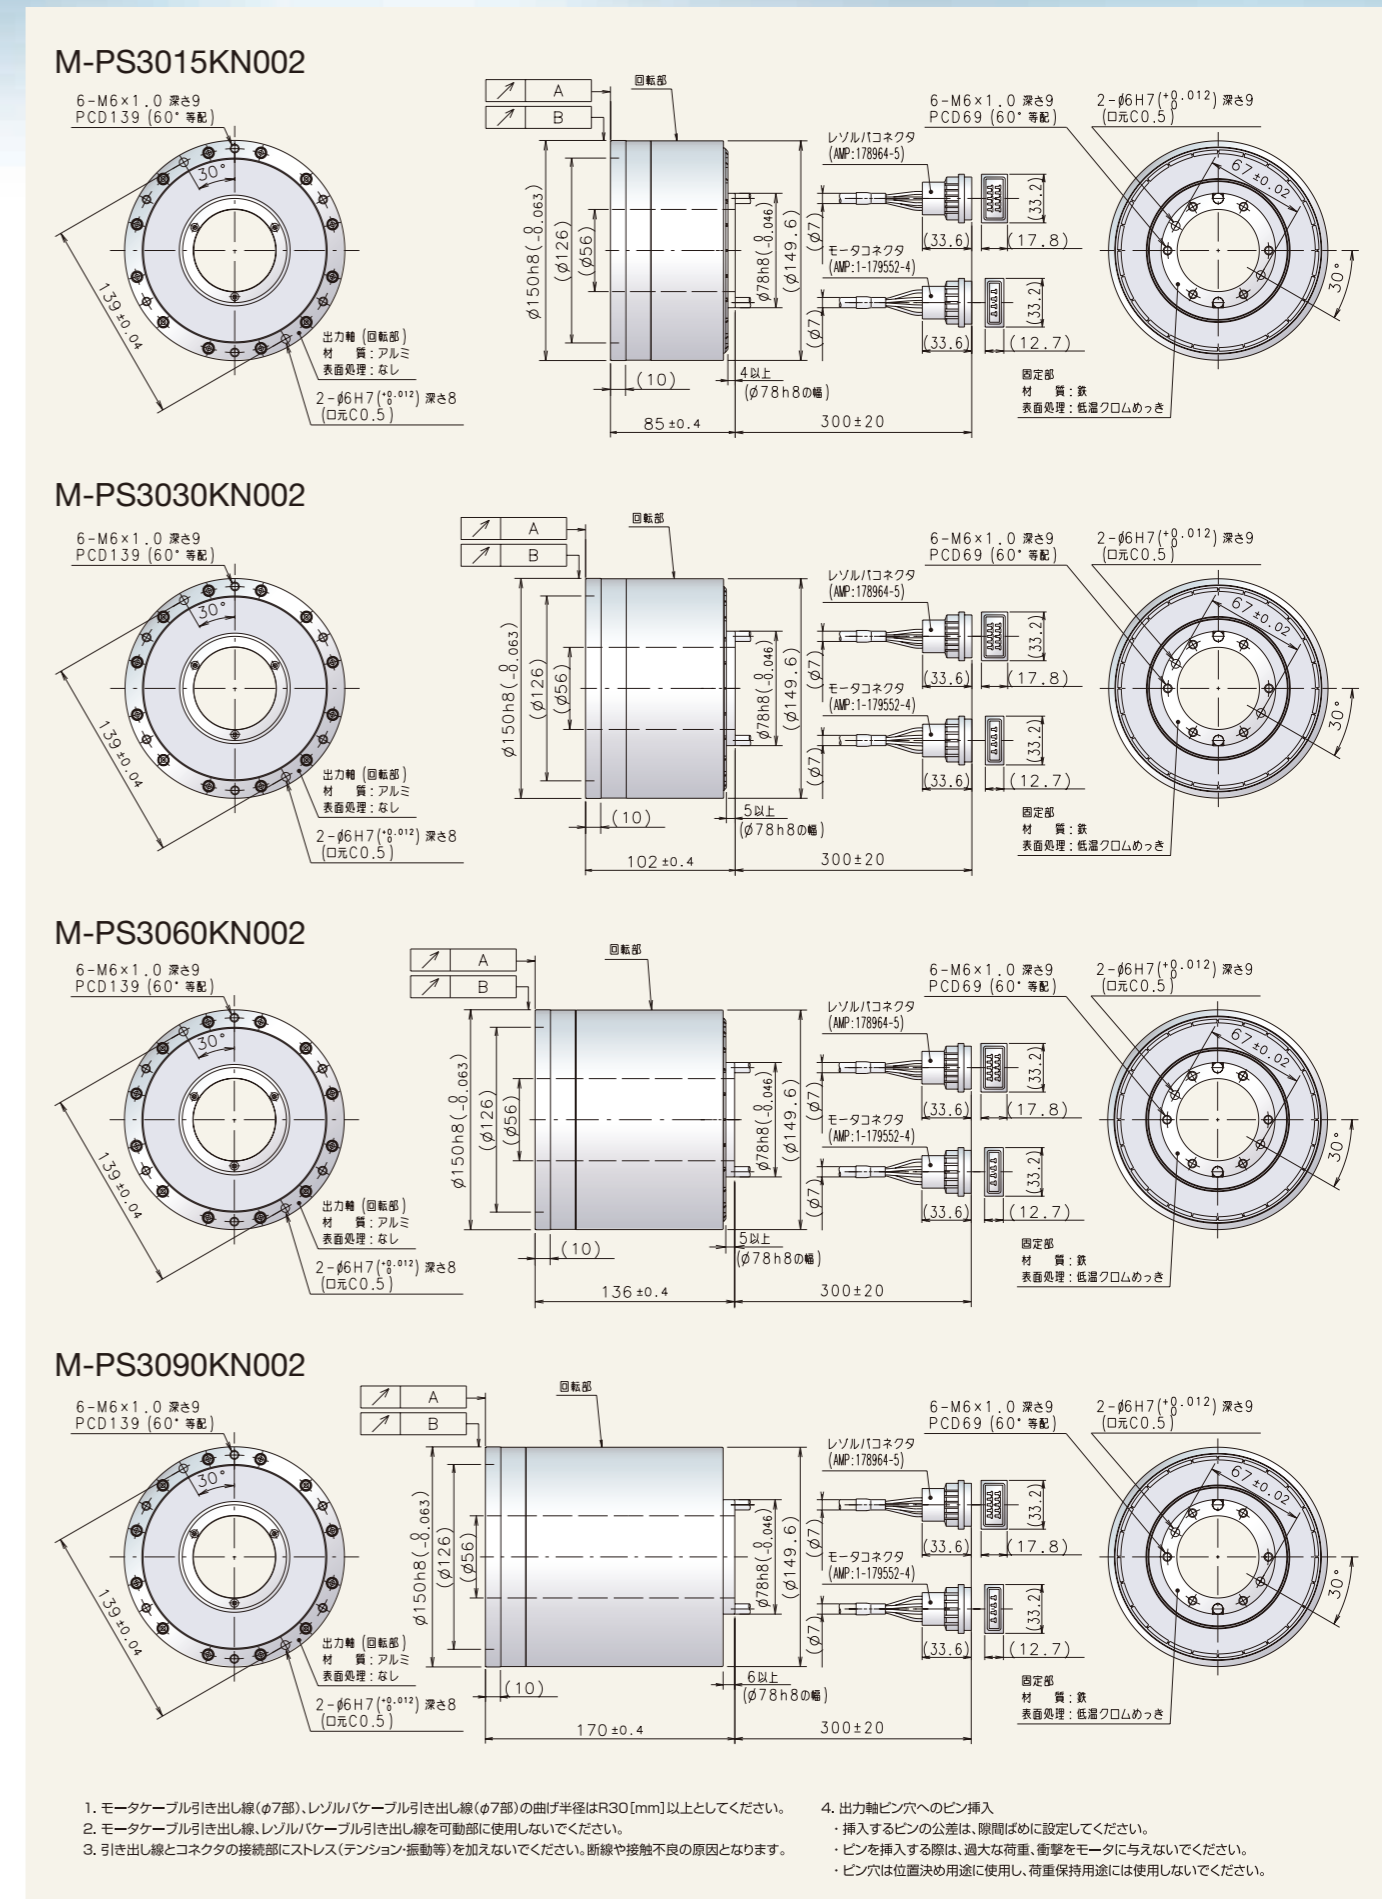 M-PS3015KN002
6-M6×1.0 深さ9
PCD139 (60° 等配)
30°
139±0.04
出力軸 (回転部)
材　質:アルミ
表面処理:なし
2-φ6H7(+0.012 0) 深さ8
(口元C0.5)
A
B
回転部
φ150h8(0 -0.063)
(φ126)
(φ56)
φ78h8(0 -0.046)
(φ149.6)
(10)
4以上
(φ78h8の幅)
85±0.4
300±20
レゾルバコネクタ
(AMP:178964-5)
(φ7)
(33.6)
(33.2)
(17.8)
モータコネクタ
(AMP:1-179552-4)
(φ7)
(33.6)
(33.2)
(12.7)
6-M6×1.0 深さ9
PCD69 (60° 等配)
2-φ6H7(+0.012 0) 深さ9
(口元C0.5)
67±0.02
30°
固定部
材　質:鉄
表面処理:低温クロムめっき
M-PS3030KN002
6-M6×1.0 深さ9
PCD139 (60° 等配)
30°
139±0.04
出力軸 (回転部)
材　質:アルミ
表面処理:なし
2-φ6H7(+0.012 0) 深さ8
(口元C0.5)
A
B
回転部
φ150h8(0 -0.063)
(φ126)
(φ56)
φ78h8(0 -0.046)
(φ149.6)
(10)
5以上
(φ78h8の幅)
102±0.4
300±20
レゾルバコネクタ
(AMP:178964-5)
(φ7)
(33.6)
(33.2)
(17.8)
モータコネクタ
(AMP:1-179552-4)
(φ7)
(33.6)
(33.2)
(12.7)
6-M6×1.0 深さ9
PCD69 (60° 等配)
2-φ6H7(+0.012 0) 深さ9
(口元C0.5)
67±0.02
30°
固定部
材　質:鉄
表面処理:低温クロムめっき
M-PS3060KN002
6-M6×1.0 深さ9
PCD139 (60° 等配)
30°
139±0.04
出力軸 (回転部)
材　質:アルミ
表面処理:なし
2-φ6H7(+0.012 0) 深さ8
(口元C0.5)
A
B
回転部
φ150h8(0 -0.063)
(φ126)
(φ56)
φ78h8(0 -0.046)
(φ149.6)
(10)
5以上
(φ78h8の幅)
136±0.4
300±20
レゾルバコネクタ
(AMP:178964-5)
(φ7)
(33.6)
(33.2)
(17.8)
モータコネクタ
(AMP:1-179552-4)
(φ7)
(33.6)
(33.2)
(12.7)
6-M6×1.0 深さ9
PCD69 (60° 等配)
2-φ6H7(+0.012 0) 深さ9
(口元C0.5)
67±0.02
30°
固定部
材　質:鉄
表面処理:低温クロムめっき
M-PS3090KN002
6-M6×1.0 深さ9
PCD139 (60° 等配)
30°
139±0.04
出力軸 (回転部)
材　質:アルミ
表面処理:なし
2-φ6H7(+0.012 0) 深さ8
(口元C0.5)
A
B
回転部
φ150h8(0 -0.063)
(φ126)
(φ56)
φ78h8(0 -0.046)
(φ149.6)
(10)
6以上
(φ78h8の幅)
170±0.4
300±20
レゾルバコネクタ
(AMP:178964-5)
(φ7)
(33.6)
(33.2)
(17.8)
モータコネクタ
(AMP:1-179552-4)
(φ7)
(33.6)
(33.2)
(12.7)
6-M6×1.0 深さ9
PCD69 (60° 等配)
2-φ6H7(+0.012 0) 深さ9
(口元C0.5)
67±0.02
30°
固定部
材　質:鉄
表面処理:低温クロムめっき
1. モータケーブル引き出し線(φ7部)、レゾルバケーブル引き出し線(φ7部)の曲げ半径はR30[mm]以上としてください。
2. モータケーブル引き出し線、レゾルバケーブル引き出し線を可動部に使用しないでください。
3. 引き出し線とコネクタの接続部にストレス(テンション・振動等)を加えないでください。断線や接触不良の原因となります。
4. 出力軸ピン穴へのピン挿入
・挿入するピンの公差は、隙間ばめに設定してください。
・ピンを挿入する際は、過大な荷重、衝撃をモータに与えないでください。
・ピン穴は位置決め用途に使用し、荷重保持用途には使用しないでください。